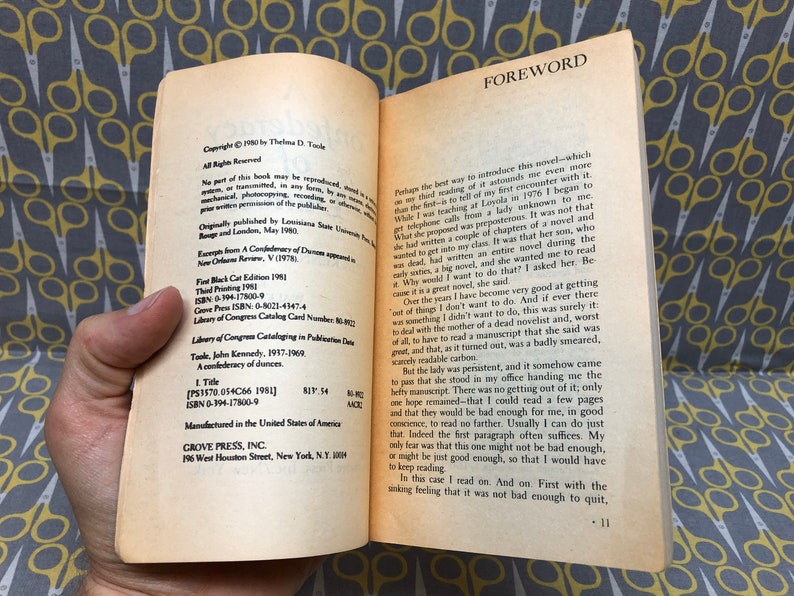 Copyright © 1980 by Thelma D. Toole
All Rights Reserved
No part of this book may be reproduced, stored in a
system, or transmitted, in any form, by any means,
mechanical, photocopying, recording, or otherwise,
prior written permission of the publisher.
Originally published by Louisiana State University Press,
Rouge and London, May 1980.
Excerpts from A Confederacy of Dunces appeared in
New Orleans Review, V (1978).
First Black Cat Edition 1981
Third Printing 1981
ISBN: 0-394-17800-9
Grove Press ISBN: 0-8021-4347-4
Library of Congress Catalog Card Number: 80-8922
Library of Congress Cataloging in Publication Data
Toole, John Kennedy, 1937-1969.
A confederacy of dunces.
I. Title
[PS3570.O54C66 1981] 813'.54 80-8922
ISBN 0-394-17800-9 AACR2
Manufactured in the United States of America
GROVE PRESS, INC.
196 West Houston Street, New York, N.Y. 10014
FOREWORD
Perhaps the best way to introduce this novel—which
on my third reading of it astounds me even more
than the first—is to tell of my first encounter with it.
While I was teaching at Loyola in 1976 I began to
get telephone calls from a lady unknown to me.
What she proposed was preposterous. It was not that
she had written a couple of chapters of a novel and
wanted to get into my class. It was that her son, who
was dead, had written an entire novel during the
early sixties, a big novel, and she wanted me to read
it. Why would I want to do that? I asked her. Be-
cause it is a great novel, she said.
Over the years I have become very good at getting
out of things I don't want to do. And if ever there
was something I didn't want to do, this was surely it:
to deal with the mother of a dead novelist and, worst
of all, to have to read a manuscript that she said was
great, and that, as it turned out, was a badly smeared,
scarcely readable carbon.
But the lady was persistent, and it somehow came
to pass that she stood in my office handing me the
hefty manuscript. There was no getting out of it; only
one hope remained—that I could read a few pages
and that they would be bad enough for me, in good
conscience, to read no farther. Usually I can do just
that. Indeed the first paragraph often suffices. My
only fear was that this one might not be bad enough,
or might be just good enough, so that I would have
to keep reading.
In this case I read on. And on. First with the
sinking feeling that it was not bad enough to quit,
• 11